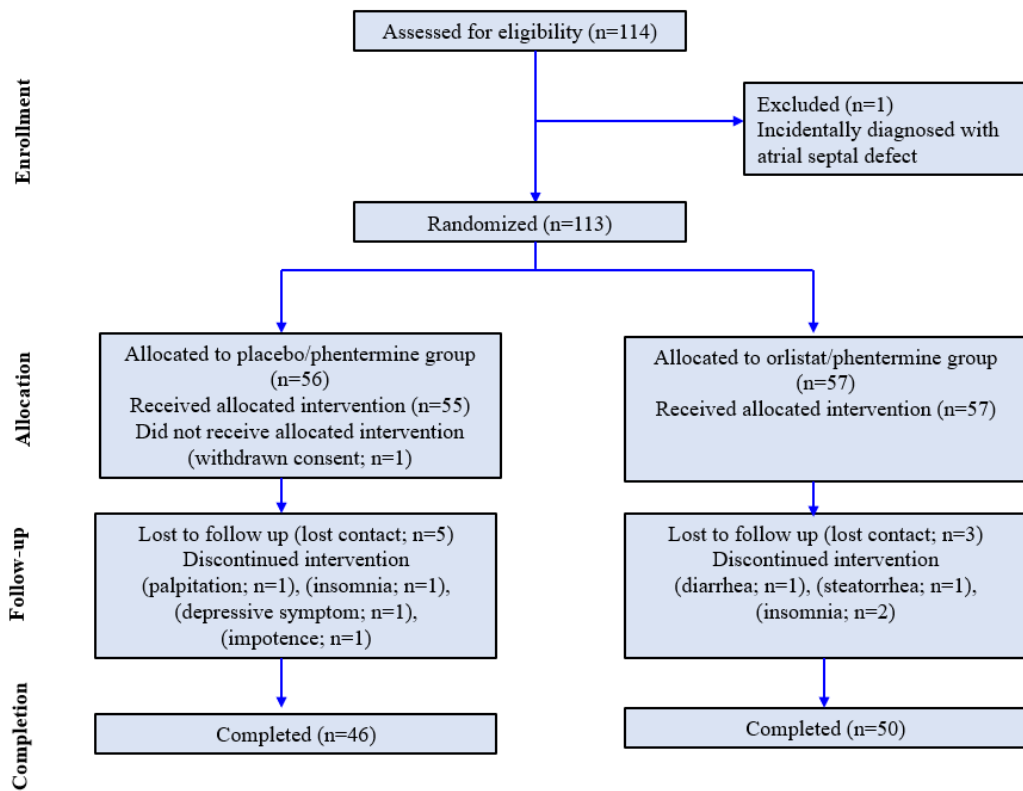 Assessed for eligibility (n=114)
Enrollment
Excluded (n=1)
Incidentally diagnosed with
atrial septal defect
Randomized (n=113)
Allocation
Allocated to placebo/phentermine group
(n=56)
Received allocated intervention (n=55)
Did not receive allocated intervention
(withdrawn consent; n=1)
Allocated to orlistat/phentermine group
(n=57)
Received allocated intervention (n=57)
Follow-up
Lost to follow up (lost contact; n=5)
Discontinued intervention
(palpitation; n=1), (insomnia; n=1),
(depressive symptom; n=1),
(impotence; n=1)
Lost to follow up (lost contact; n=3)
Discontinued intervention
(diarrhea; n=1), (steatorrhea; n=1),
(insomnia; n=2)
Completion
Completed (n=46)
Completed (n=50)